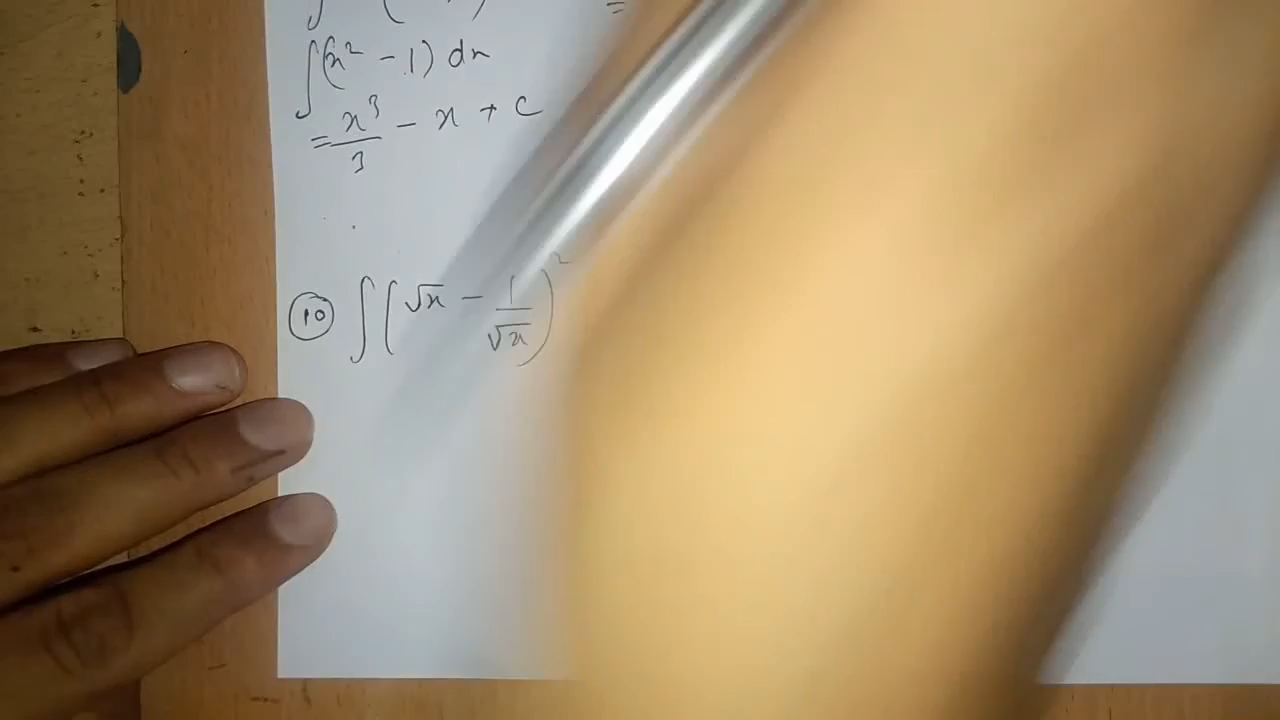 ∫(x² - 1) dx
= x³/3 - x + c
(10) ∫(√x - 1/√x)²